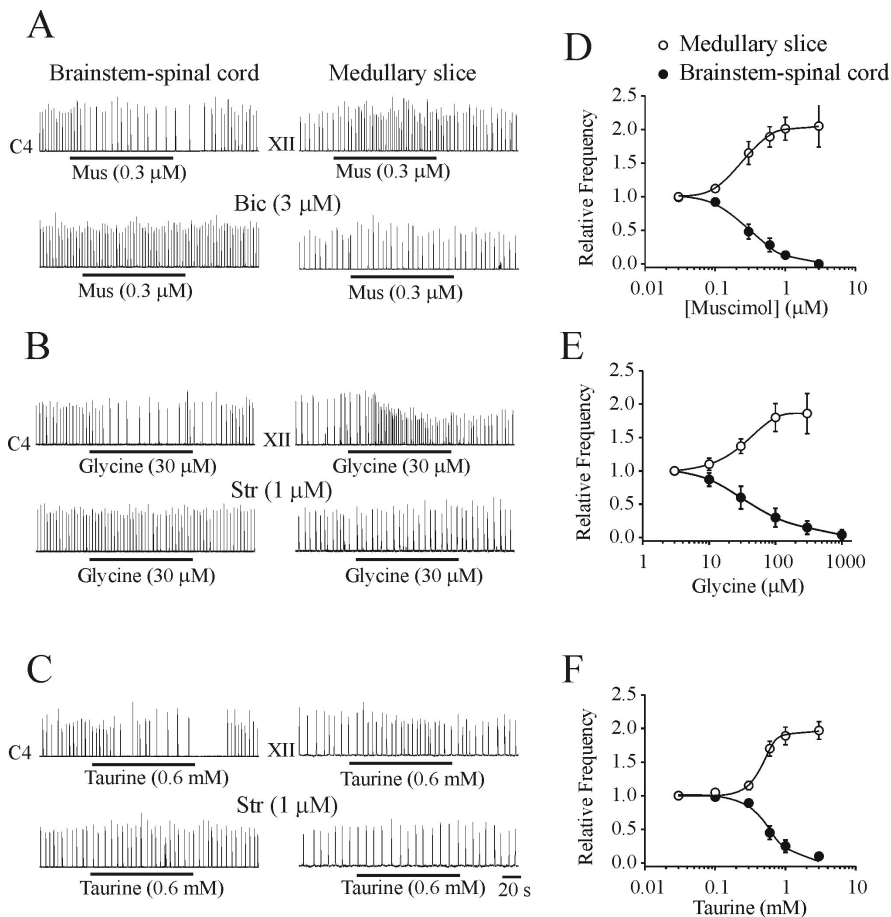 A
Brainstem-spinal cord
Medullary slice
C4
XII
Mus (0.3 μM)
Mus (0.3 μM)
Bic (3 μM)
Mus (0.3 μM)
Mus (0.3 μM)
B
C4
XII
Glycine (30 μM)
Glycine (30 μM)
Str (1 μM)
Glycine (30 μM)
Glycine (30 μM)
C
C4
XII
Taurine (0.6 mM)
Taurine (0.6 mM)
Str (1 μM)
Taurine (0.6 mM)
Taurine (0.6 mM)
20 s
D
Medullary slice
Brainstem-spinal cord
Relative Frequency
2.5
2.0
1.5
1.0
0.5
0.0
0.01 0.1 1 10
[Muscimol] (μM)
E
Relative Frequency
2.5
2.0
1.5
1.0
0.5
0.0
1 10 100 1000
Glycine (μM)
F
Relative Frequency
2.5
2.0
1.5
1.0
0.5
0.0
0.01 0.1 1 10
Taurine (mM)